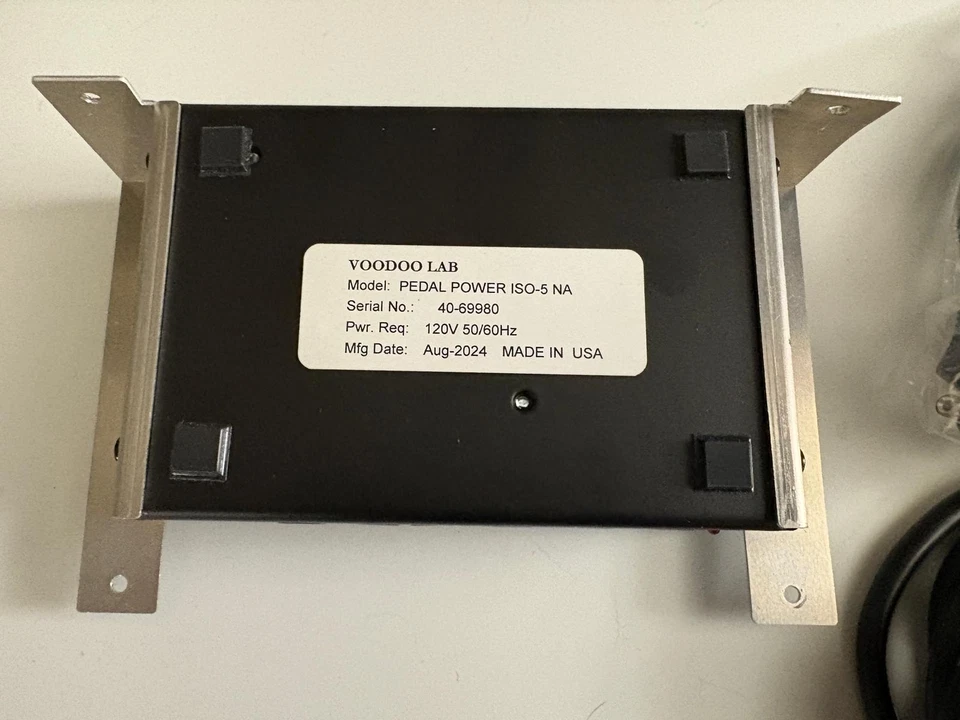 VOODOO LAB
Model: PEDAL POWER ISO-5 NA
Serial No.: 40-69980
Pwr. Req: 120V 50/60Hz
Mfg Date: Aug-2024 MADE IN USA